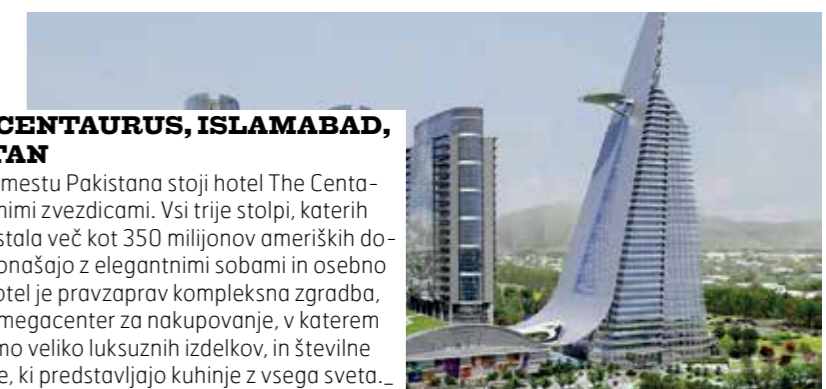 CENTAURUS, ISLAMABAD,
TAN
mestu Pakistana stoji hotel The Centa-
nimi zvezdicami. Vsi trije stolpi, katerih
stala več kot 350 milijonov ameriških do-
onašajo z elegantnimi sobami in osebno
otel je pravzaprav kompleksna zgradba,
megacenter za nakupovanje, v katerem
mo veliko luksuznih izdelkov, in številne
e, ki predstavljajo kuhinje z vsega sveta._